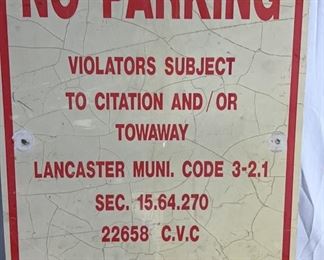 NO PARKING
VIOLATORS SUBJECT
TO CITATION AND/OR
TOWAWAY
LANCASTER MUNI. CODE 3-2.1
SEC. 15.64.270
22658 C.V.C